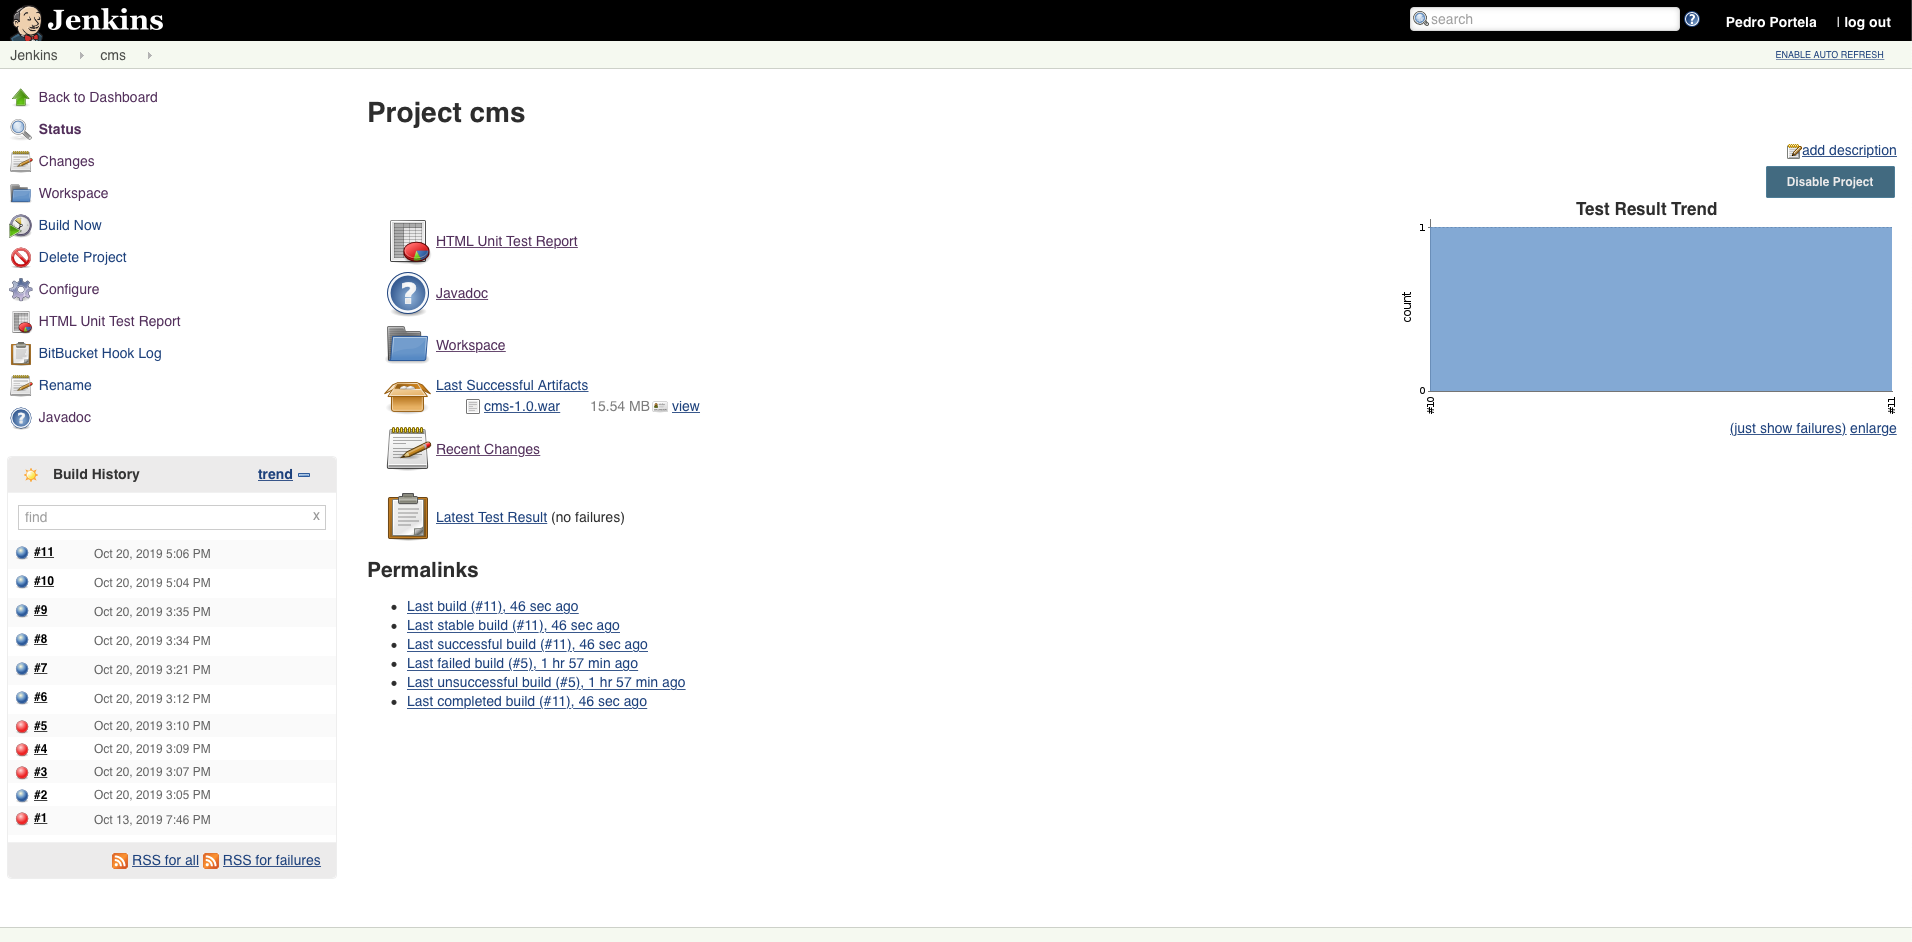 Jenkins
search
Pedro Portela | log out
Jenkins cms
ENABLE AUTO REFRESH
Back to Dashboard
Status
Changes
Workspace
Build Now
Delete Project
Configure
HTML Unit Test Report
BitBucket Hook Log
Rename
Javadoc
Build History trend
find x
#11 Oct 20, 2019 5:06 PM
#10 Oct 20, 2019 5:04 PM
#9 Oct 20, 2019 3:35 PM
#8 Oct 20, 2019 3:34 PM
#7 Oct 20, 2019 3:21 PM
#6 Oct 20, 2019 3:12 PM
#5 Oct 20, 2019 3:10 PM
#4 Oct 20, 2019 3:09 PM
#3 Oct 20, 2019 3:07 PM
#2 Oct 20, 2019 3:05 PM
#1 Oct 13, 2019 7:46 PM
RSS for all RSS for failures
Project cms
add description
Disable Project
HTML Unit Test Report
Javadoc
Workspace
Last Successful Artifacts
cms-1.0.war 15.54 MB view
Recent Changes
Latest Test Result (no failures)
Permalinks
Last build (#11), 46 sec ago
Last stable build (#11), 46 sec ago
Last successful build (#11), 46 sec ago
Last failed build (#5), 1 hr 57 min ago
Last unsuccessful build (#5), 1 hr 57 min ago
Last completed build (#11), 46 sec ago
Test Result Trend
1
count
0
#10
#11
(just show failures) enlarge